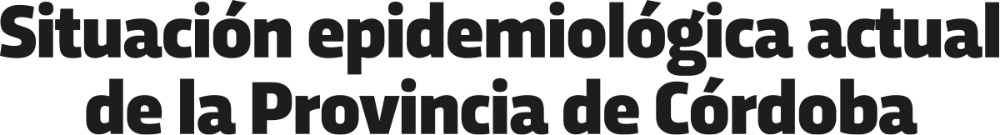 Situación epidemiológica actual
de la Provincia de Córdoba